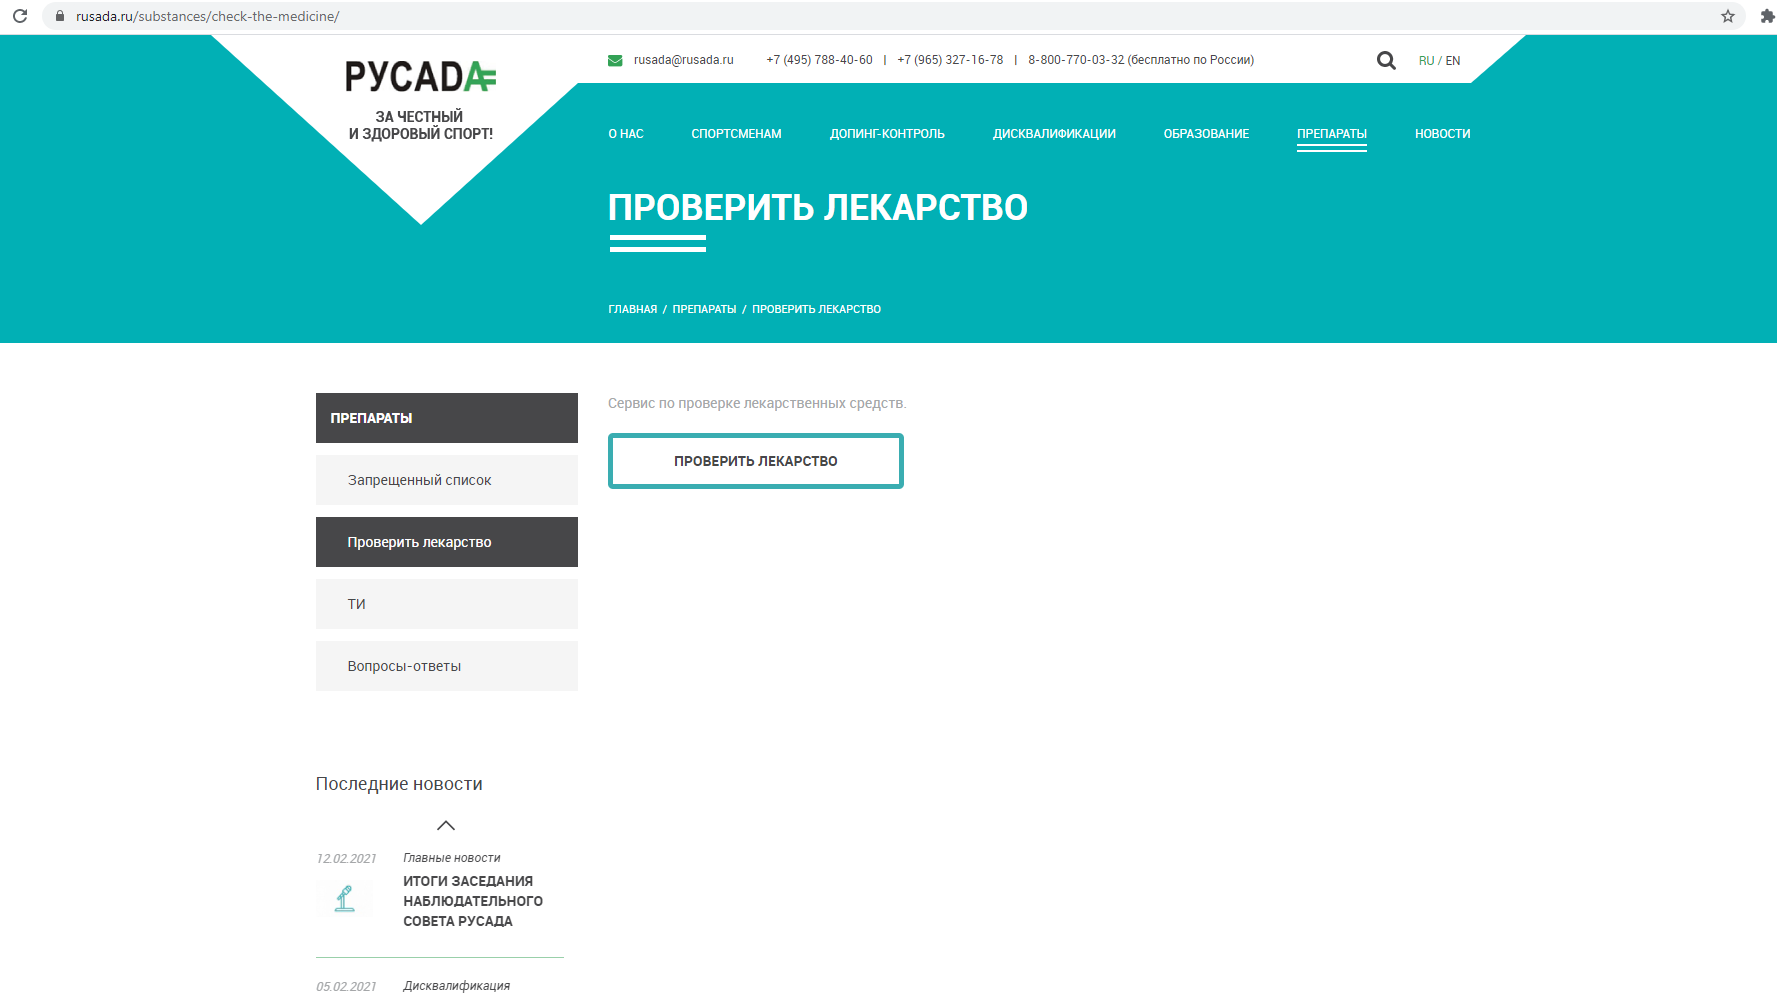 rusada.ru/substances/check-the-medicine/
РУСАДА
ЗА ЧЕСТНЫЙ
И ЗДОРОВЫЙ СПОРТ!
rusada@rusada.ru +7 (495) 788-40-60 | +7 (965) 327-16-78 | 8-800-770-03-32 (бесплатно по России) RU / EN
О НАС СПОРТСМЕНАМ ДОПИНГ-КОНТРОЛЬ ДИСКВАЛИФИКАЦИИ ОБРАЗОВАНИЕ ПРЕПАРАТЫ НОВОСТИ
ПРОВЕРИТЬ ЛЕКАРСТВО
ГЛАВНАЯ / ПРЕПАРАТЫ / ПРОВЕРИТЬ ЛЕКАРСТВО
ПРЕПАРАТЫ
Запрещенный список
Проверить лекарство
ТИ
Вопросы-ответы
Сервис по проверке лекарственных средств.
ПРОВЕРИТЬ ЛЕКАРСТВО
Последние новости
12.02.2021 Главные новости
ИТОГИ ЗАСЕДАНИЯ
НАБЛЮДАТЕЛЬНОГО
СОВЕТА РУСАДА
05.02.2021 Дисквалификация